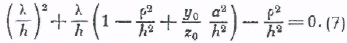 (λ/h)² + λ/h (1 − ρ²/h² + y₀/z₀ a²/h²) − ρ²/h² = 0. (7)